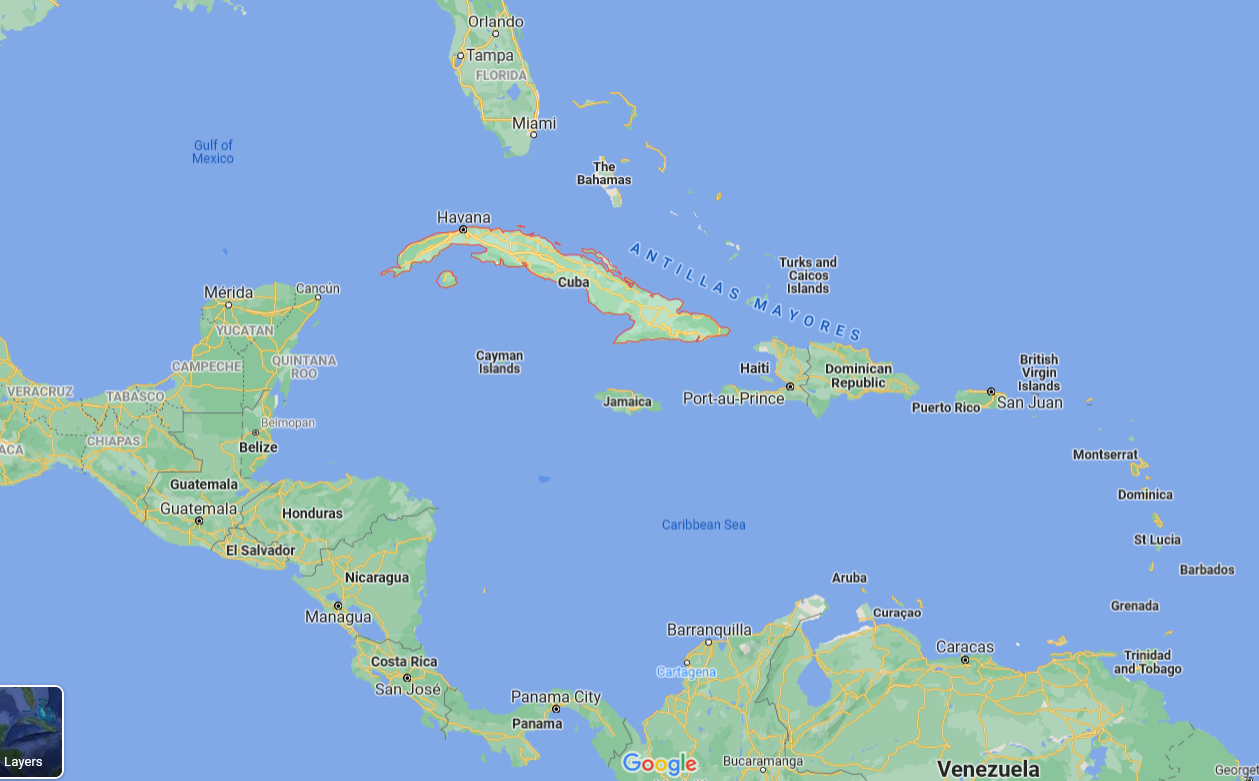 Orlando
Tampa
FLORIDA
Miami
Gulf of
Mexico
The
Bahamas
Havana
ANTILLAS MAYORES
Cuba
Turks and
Caicos
Islands
Mérida
Cancún
YUCATAN
Cayman
Islands
CAMPECHE
QUINTANA
ROO
Haiti
Dominican
Republic
British
Virgin
Islands
VERACRUZ
TABASCO
Jamaica
Port-au-Prince
Puerto Rico
San Juan
Belmopan
CHIAPAS
ACA
Belize
Montserrat
Guatemala
Dominica
Guatemala
Honduras
Caribbean Sea
St Lucia
El Salvador
Barbados
Nicaragua
Aruba
Managua
Curaçao
Grenada
Barranquilla
Caracas
Costa Rica
Cartagena
Trinidad
and Tobago
San José
Panama City
Panama
Layers
Google
Bucaramanga
Venezuela
Georget